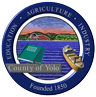 EDUCATION · AGRICULTURE · INDUSTRY
County of Yolo
Founded 1850